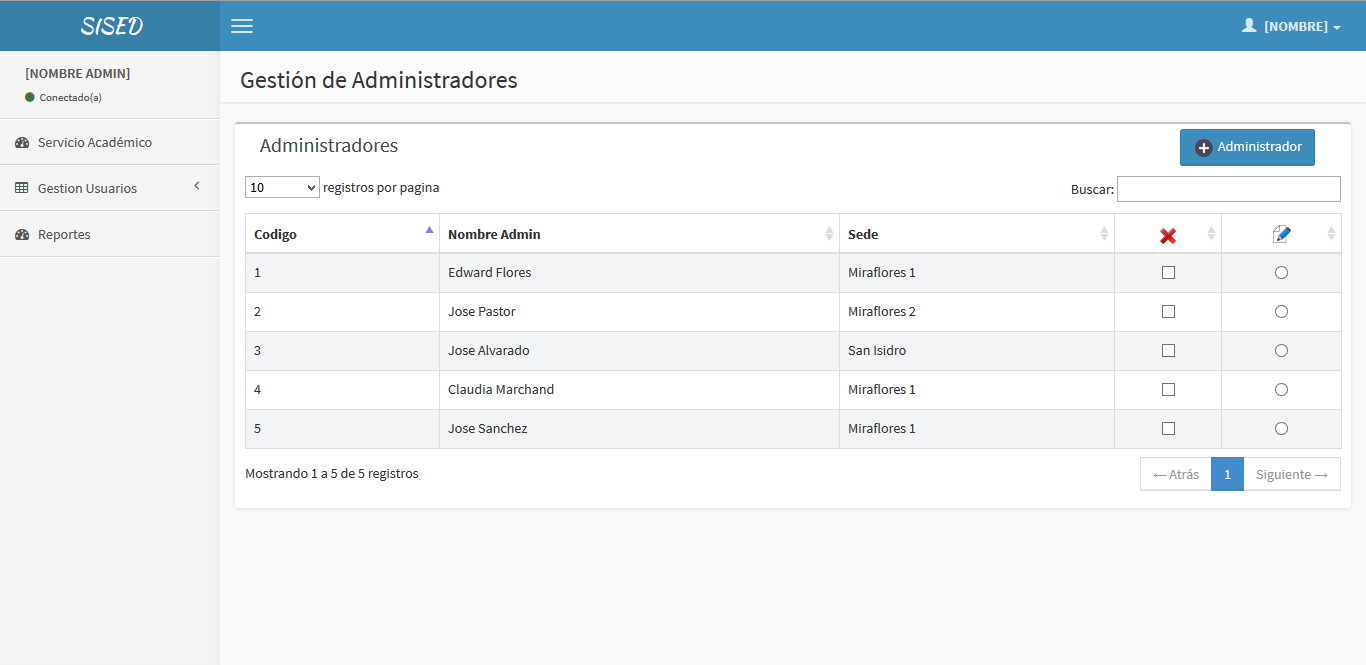 SISED
[NOMBRE]
[NOMBRE ADMIN]
Conectado(a)
Servicio Académico
Gestion Usuarios
Reportes
Gestión de Administradores
Administradores
Administrador
10 registros por pagina
Buscar:
Codigo Nombre Admin Sede
1 Edward Flores Miraflores 1
2 Jose Pastor Miraflores 2
3 Jose Alvarado San Isidro
4 Claudia Marchand Miraflores 1
5 Jose Sanchez Miraflores 1
Mostrando 1 a 5 de 5 registros
← Atrás 1 Siguiente →